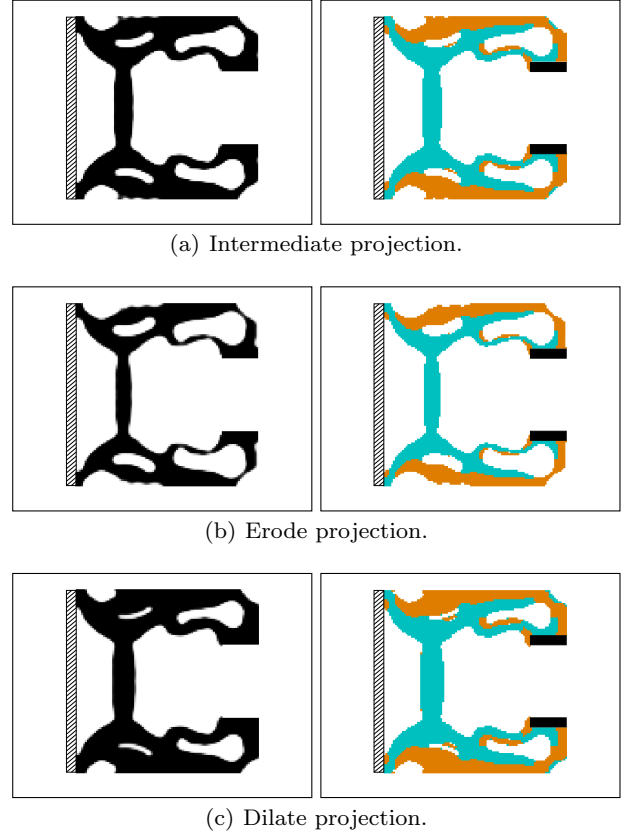 (a) Intermediate projection.
(b) Erode projection.
(c) Dilate projection.